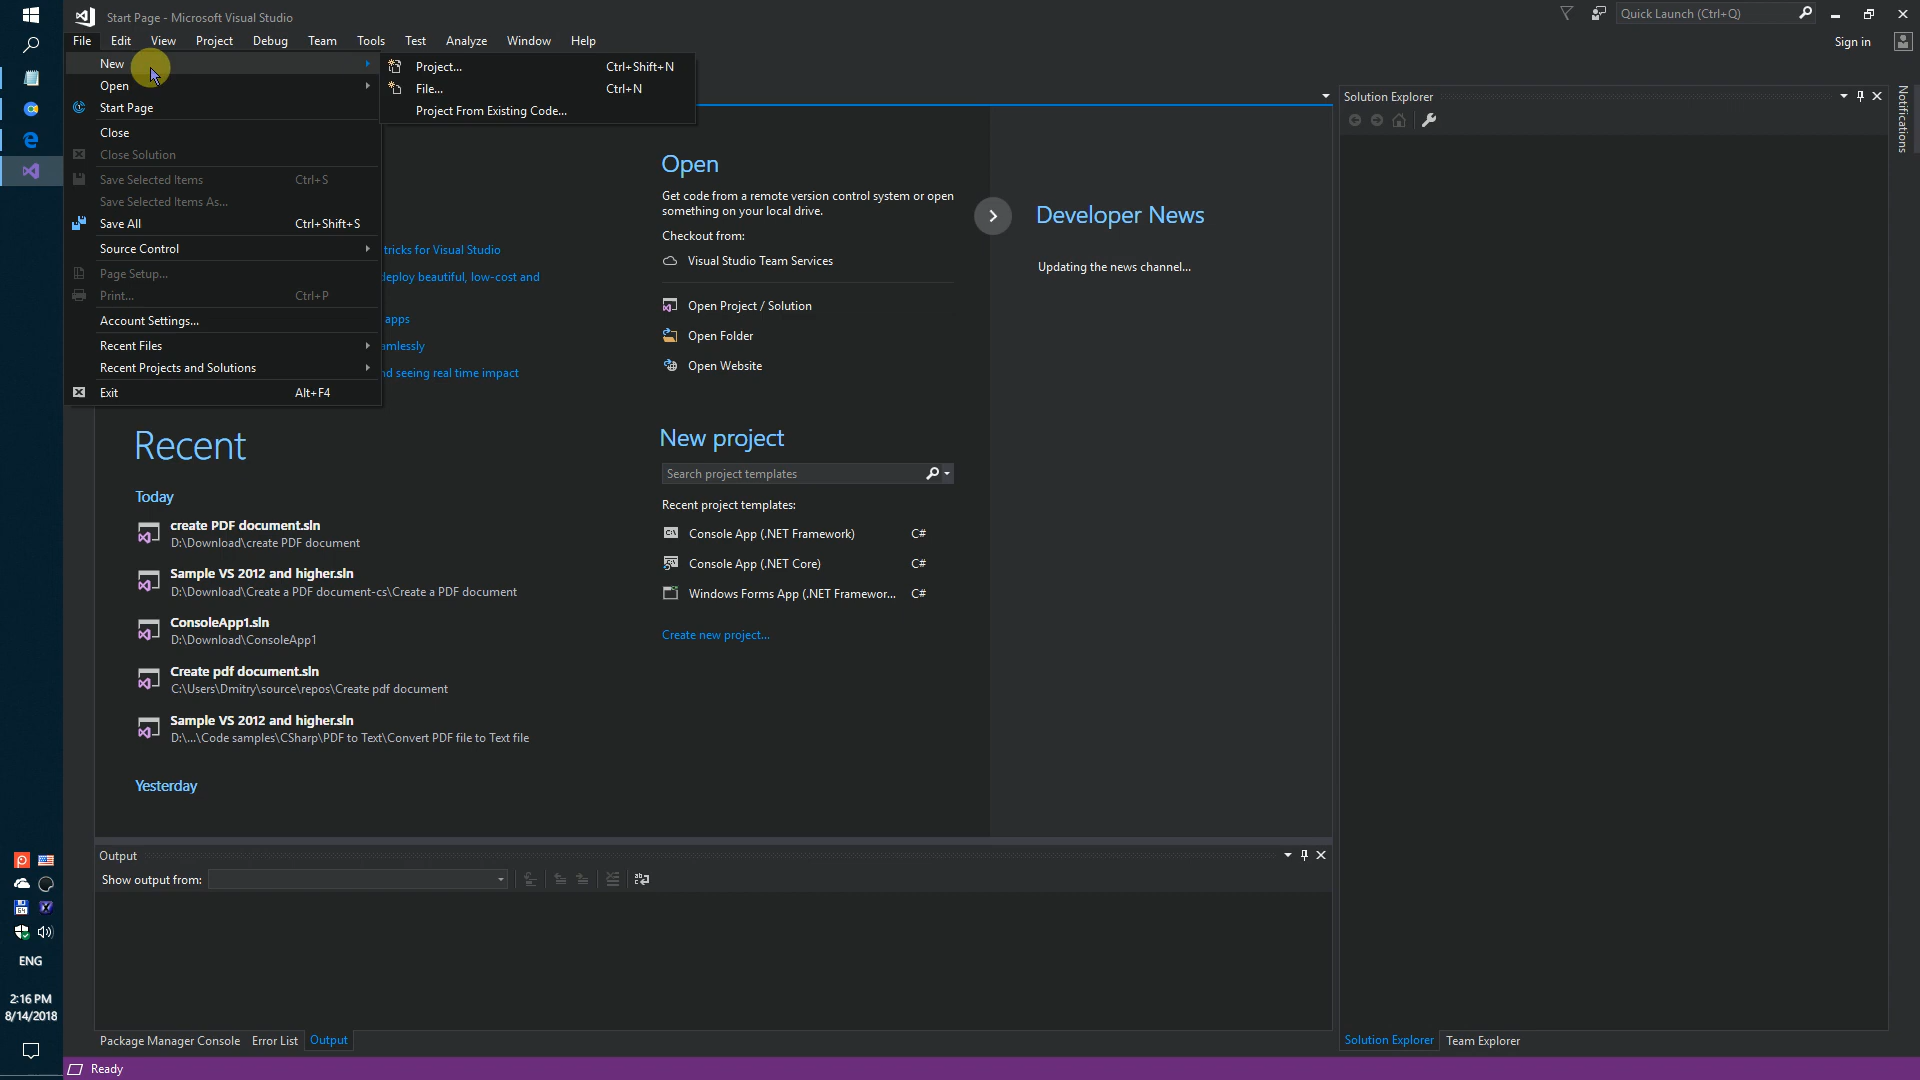 Start Page - Microsoft Visual Studio
Quick Launch (Ctrl+Q)
File Edit View Project Debug Team Tools Test Analyze Window Help
Sign in
New
Open
Start Page
Close
Close Solution
Save Selected Items Ctrl+S
Save Selected Items As...
Save All Ctrl+Shift+S
Source Control
Page Setup...
Print... Ctrl+P
Account Settings...
Recent Files
Recent Projects and Solutions
Exit Alt+F4
Project... Ctrl+Shift+N
File... Ctrl+N
Project From Existing Code...
tricks for Visual Studio
deploy beautiful, low-cost and
apps
amlessly
nd seeing real time impact
Recent
Today
create PDF document.sln
D:\Download\create PDF document
Sample VS 2012 and higher.sln
D:\Download\Create a PDF document-cs\Create a PDF document
ConsoleApp1.sln
D:\Download\ConsoleApp1
Create pdf document.sln
C:\Users\Dmitry\source\repos\Create pdf document
Sample VS 2012 and higher.sln
D:\...\Code samples\CSharp\PDF to Text\Convert PDF file to Text file
Yesterday
Open
Get code from a remote version control system or open
something on your local drive.
Checkout from:
Visual Studio Team Services
Open Project / Solution
Open Folder
Open Website
New project
Search project templates
Recent project templates:
Console App (.NET Framework) C#
Console App (.NET Core) C#
Windows Forms App (.NET Framewor... C#
Create new project...
Developer News
Updating the news channel...
Solution Explorer
Notifications
Output
Show output from:
Package Manager Console Error List Output
Solution Explorer Team Explorer
Ready
64
ENG
2:16 PM
8/14/2018